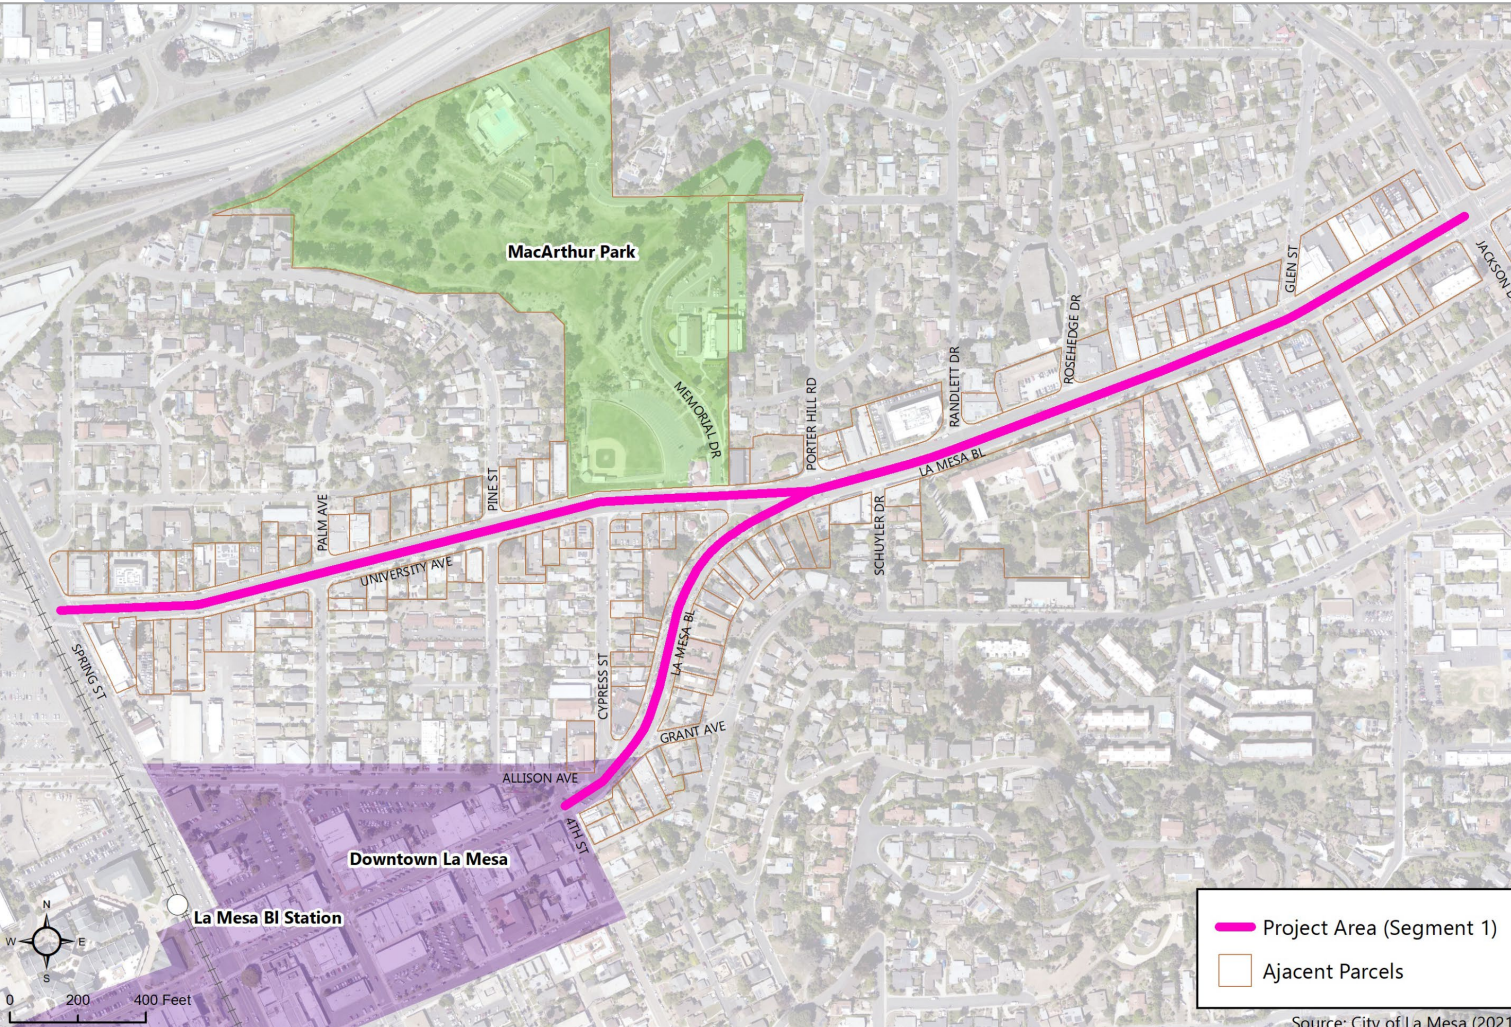 MacArthur Park
GLEN ST
JACKSON D
ROSEHEDGE DR
RANDLETT DR
MEMORIAL DR
PORTER HILL RD
LA MESA BL
PINE ST
PALM AVE
SCHUYLER DR
UNIVERSITY AVE
LA MESA BL
SPRING ST
CYPRESS ST
GRANT AVE
ALLISON AVE
4TH ST
Downtown La Mesa
La Mesa Bl Station
N
W E
S
0 200 400 Feet
Project Area (Segment 1)
Ajacent Parcels
Source: City of La Mesa (2021